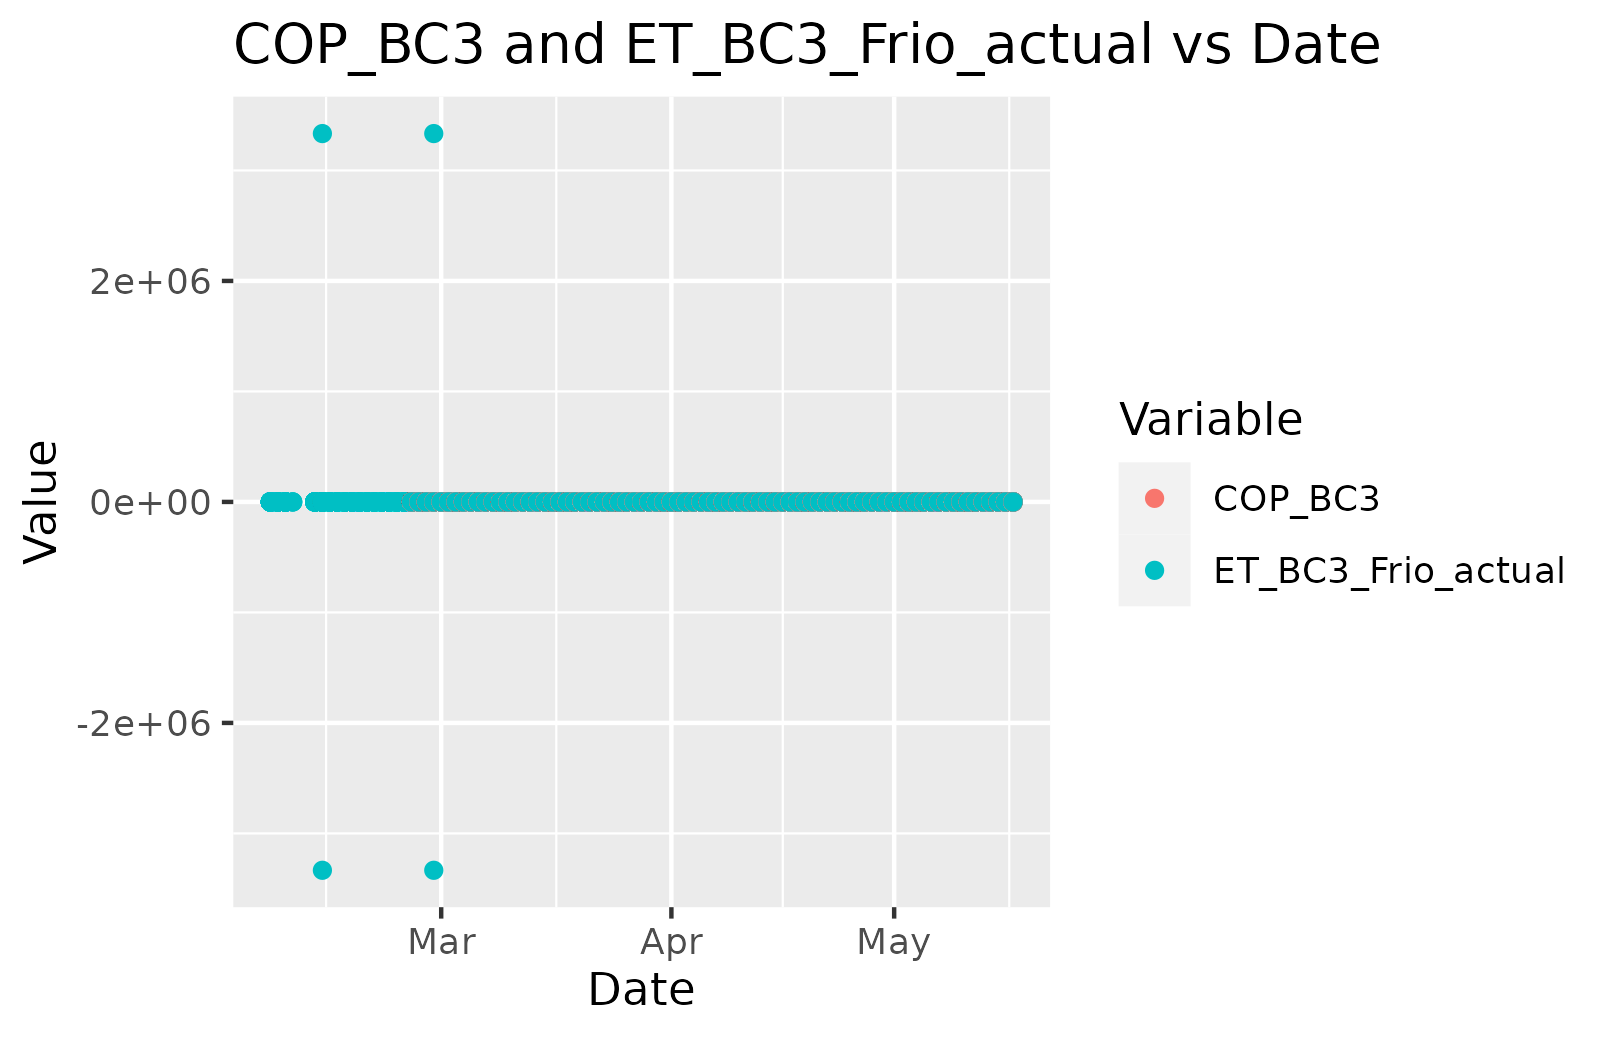 COP_BC3 and ET_BC3_Frio_actual vs Date
Value
2e+06
0e+00
-2e+06
Mar Apr May
Date
Variable
COP_BC3
ET_BC3_Frio_actual